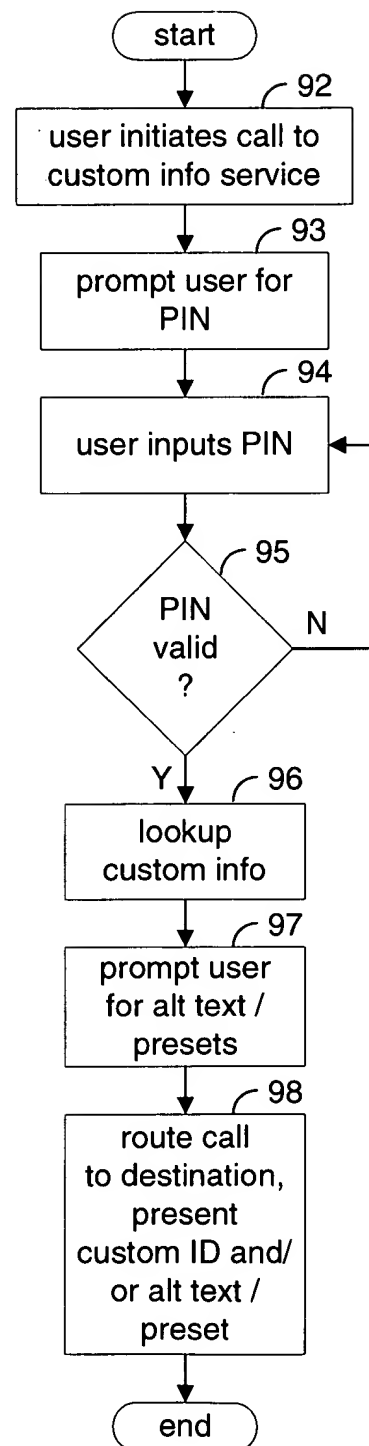 start
92
user initiates call to
custom info service
93
prompt user for
PIN
94
user inputs PIN
95
PIN
valid
?
N
Y
96
lookup
custom info
97
prompt user
for alt text /
presets
98
route call
to destination,
present
custom ID and/
or alt text /
preset
end